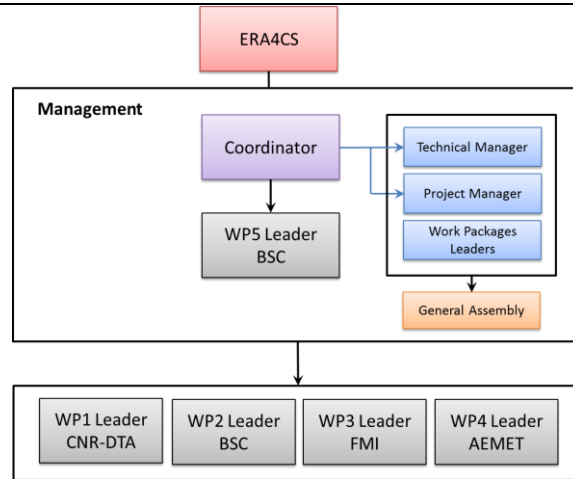 ERA4CS
Management
Coordinator
Technical Manager
Project Manager
Work Packages
Leaders
WP5 Leader
BSC
General Assembly
WP1 Leader
CNR-DTA
WP2 Leader
BSC
WP3 Leader
FMI
WP4 Leader
AEMET